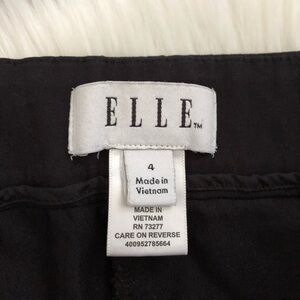 ELLE™
4
Made in
Vietnam
MADE IN
VIETNAM
RN 73277
CARE ON REVERSE
400952785664